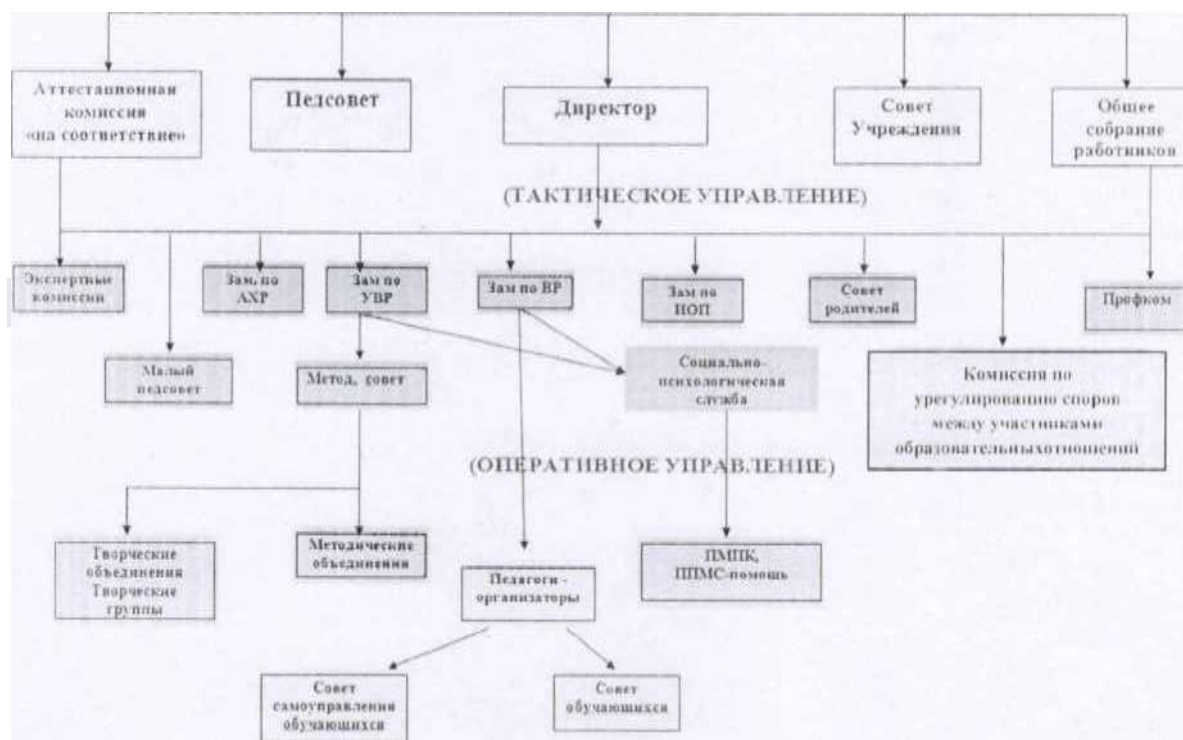 Аттестационная
комиссия
«на соответствие»
Педсовет
Директор
Совет
Учреждения
Общее
собрание
работников
(ТАКТИЧЕСКОЕ УПРАВЛЕНИЕ)
Экспертные
комиссии
Зам, по
АХР
Зам по
УВР
Зам по ВР
Зам по
ИОП
Совет
родителей
Профком
Малый
педсовет
Метод, совет
Социально-
психологическая
служба
Комиссия по
урегулированию споров
между участниками
образовательныхотношений
(ОПЕРАТИВНОЕ УПРАВЛЕНИЕ)
Творческие
объединения
Творческие
группы
Методические
объединения
Педагоги -
организаторы
ПМПК,
ППМС-помощь
Совет
самоуправления
обучающихся
Совет
обучающихся